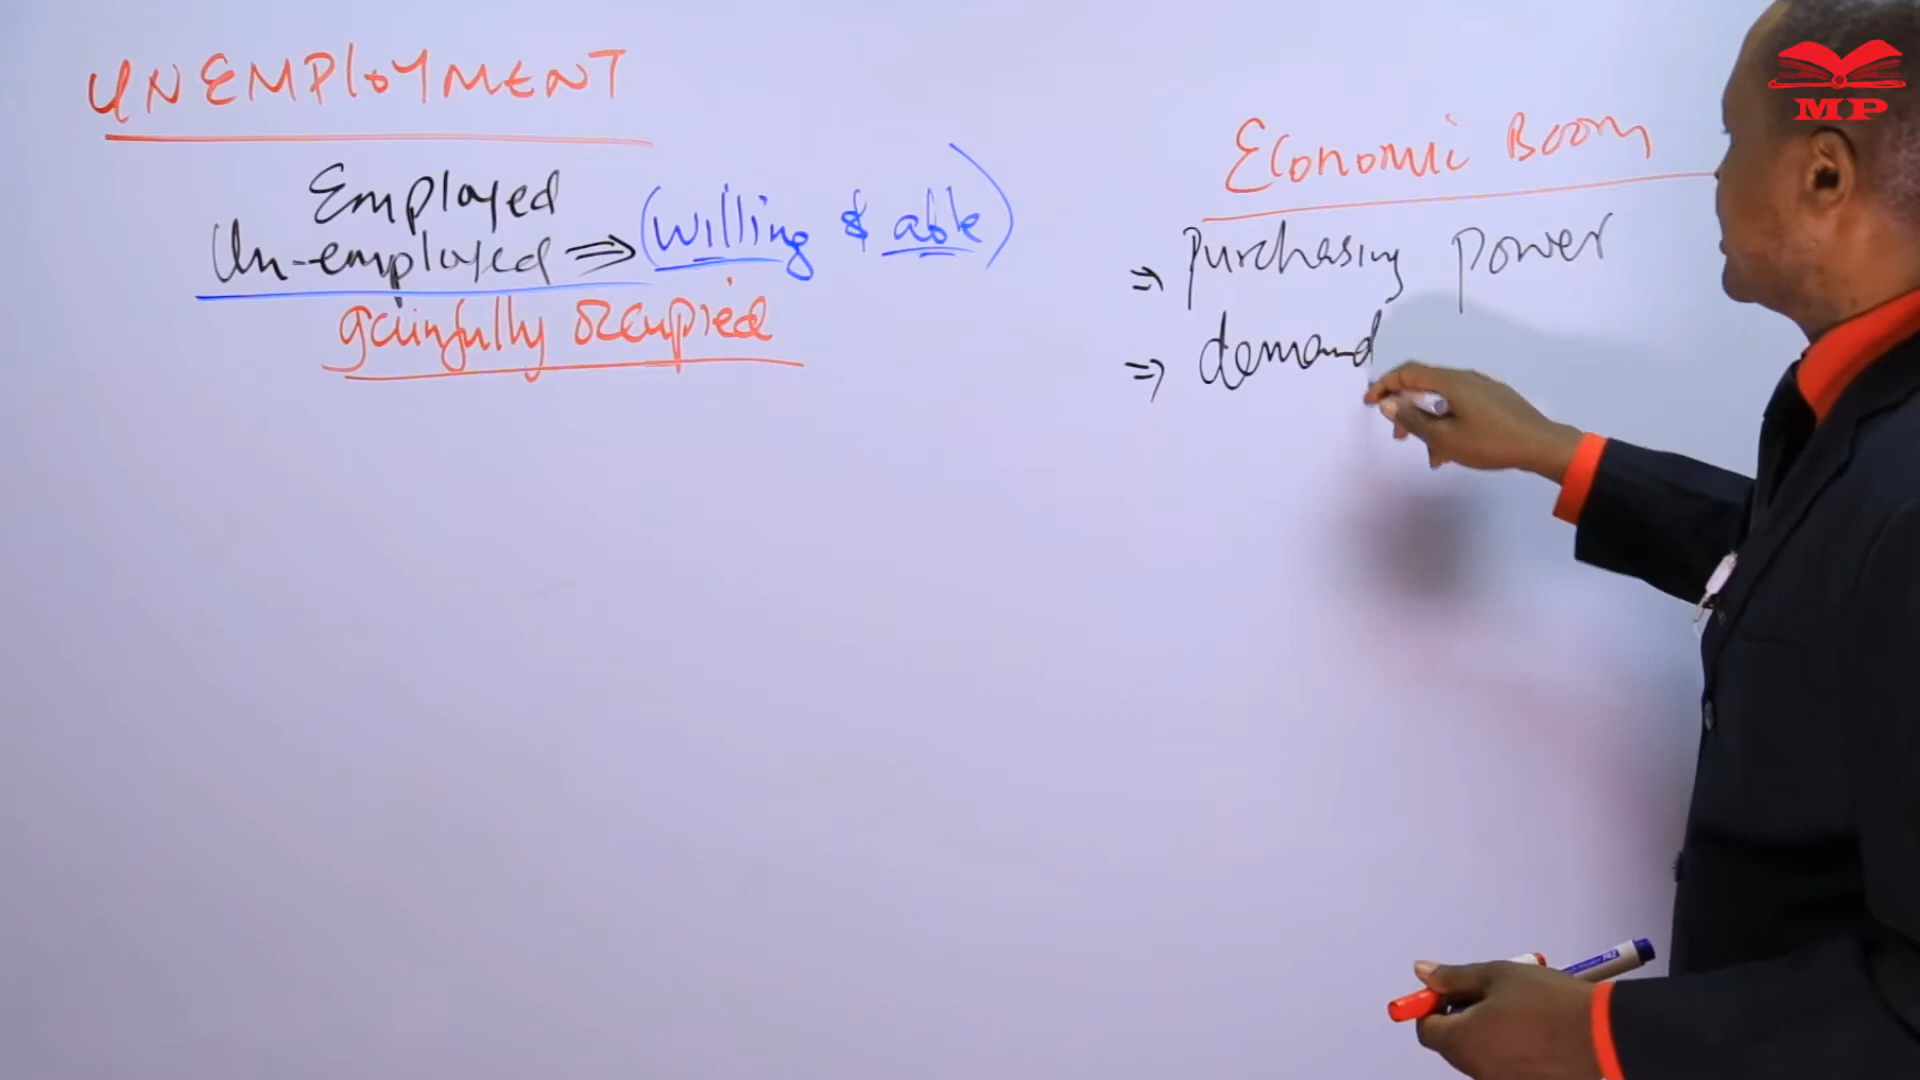 UNEMPloYMENT
Employed
Un-employed ⇒ (willing & able)
gainfully occupied
Economic Boom
⇒ purchasing power
⇒ demand
MP